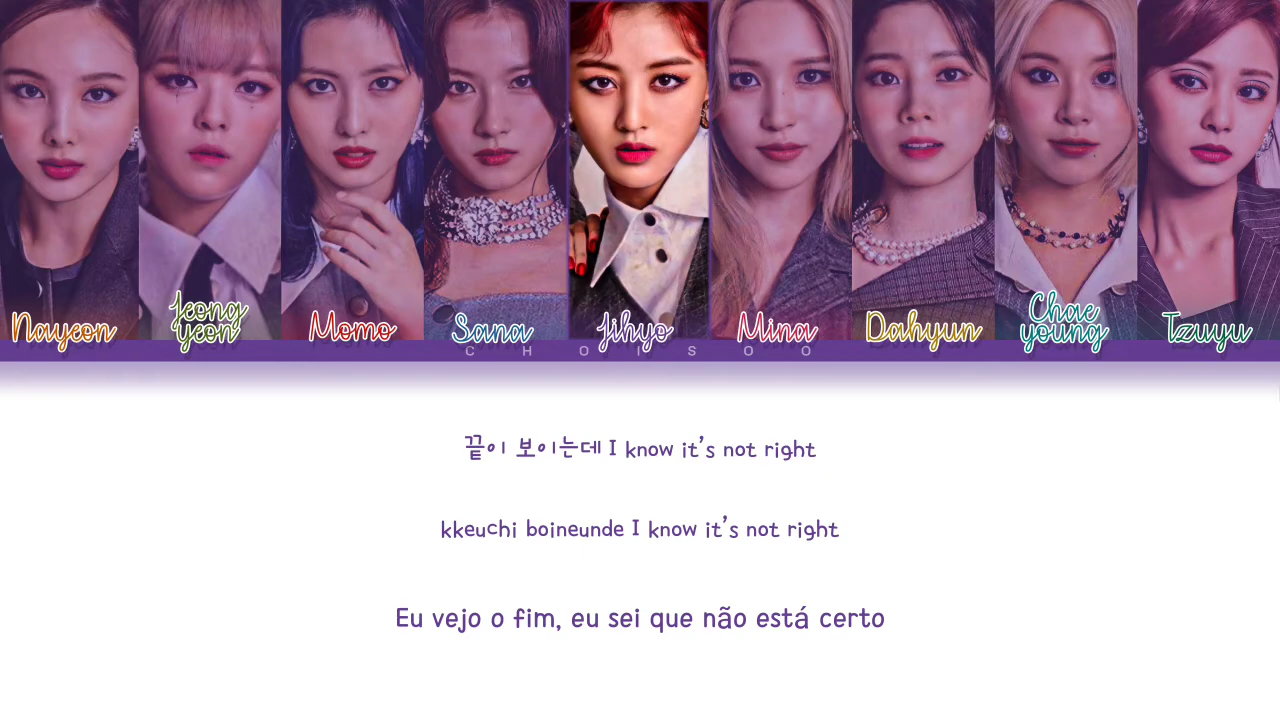 Nayeon
Jeong
yeon
Momo
Sana
Jihyo
Mina
Dahyun
Chae
young
Tzuyu
C H O I S O O
끝이 보이는데 I know it's not right
kkeuchi boineunde I know it's not right
Eu vejo o fim, eu sei que não está certo